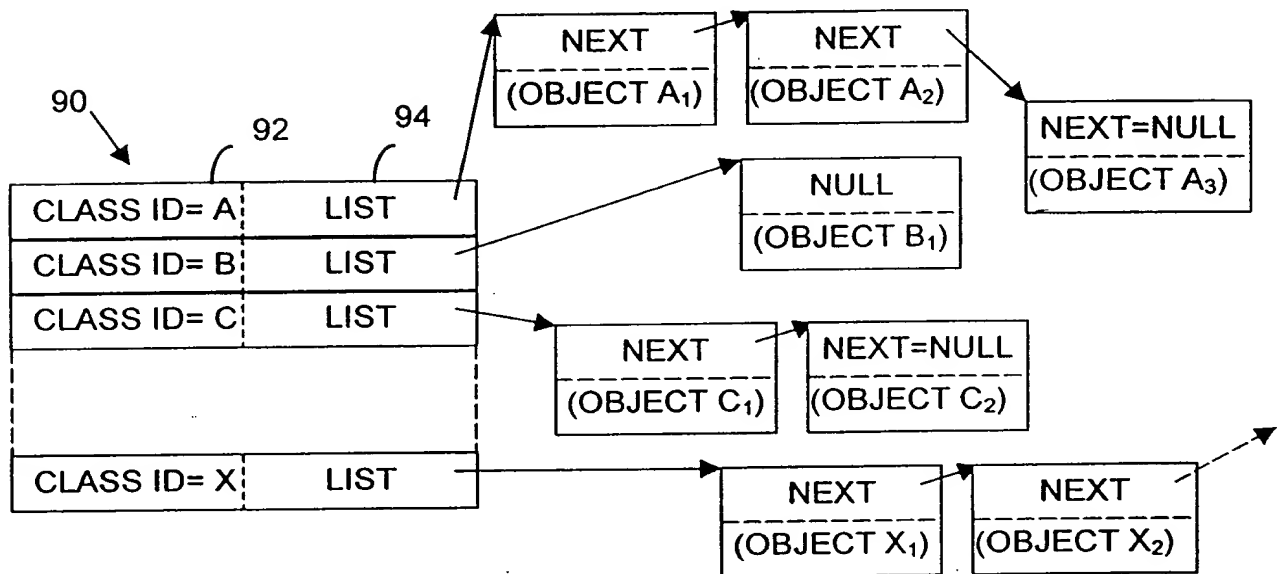 NEXT
(OBJECT A₁)
NEXT
(OBJECT A₂)
NEXT=NULL
(OBJECT A₃)
90
92
94
CLASS ID= A
LIST
CLASS ID= B
LIST
CLASS ID= C
LIST
NULL
(OBJECT B₁)
NEXT
(OBJECT C₁)
NEXT=NULL
(OBJECT C₂)
CLASS ID= X
LIST
NEXT
(OBJECT X₁)
NEXT
(OBJECT X₂)